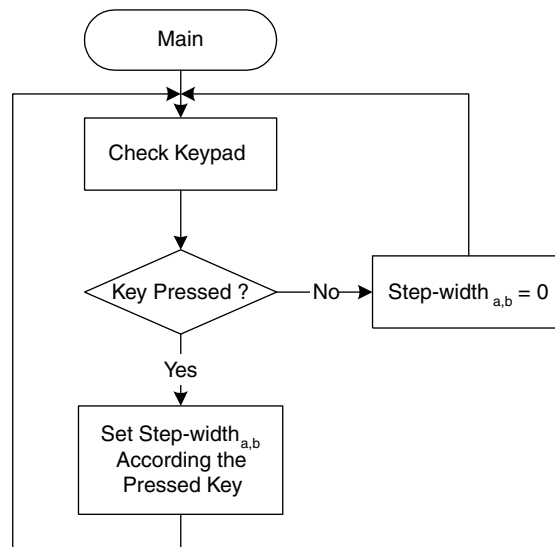 Main
Check Keypad
Key Pressed ?
No
Step-width a,b = 0
Yes
Set Step-width a,b
According the
Pressed Key